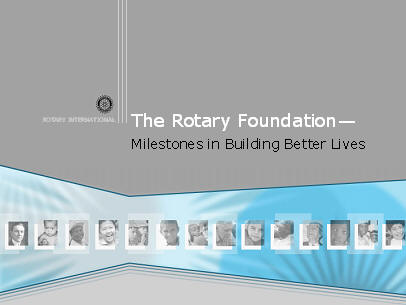 The Rotary Foundation—
ROTARY INTERNATIONAL
Milestones in Building Better Lives